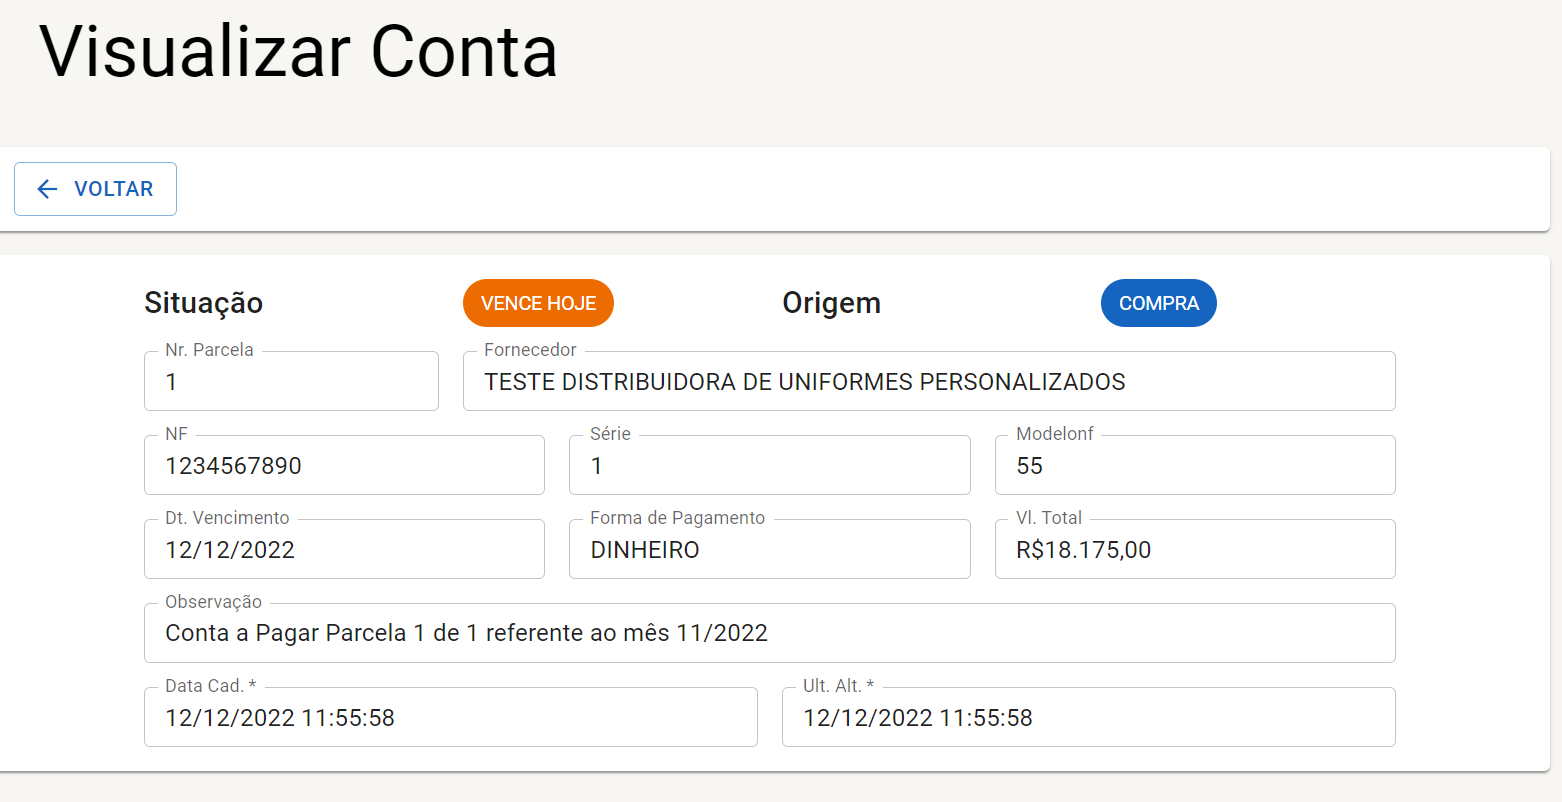 Visualizar Conta
VOLTAR
Situação VENCE HOJE Origem COMPRA
Nr. Parcela Fornecedor
1 TESTE DISTRIBUIDORA DE UNIFORMES PERSONALIZADOS
NF Série Modelonf
1234567890 1 55
Dt. Vencimento Forma de Pagamento Vl. Total
12/12/2022 DINHEIRO R$18.175,00
Observação
Conta a Pagar Parcela 1 de 1 referente ao mês 11/2022
Data Cad. * Ult. Alt. *
12/12/2022 11:55:58 12/12/2022 11:55:58